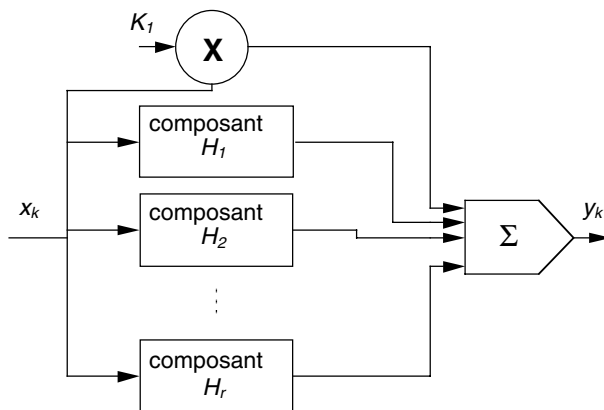 K₁
X
composant
H₁
xₖ
composant
H₂
Σ
yₖ
composant
Hᵣ